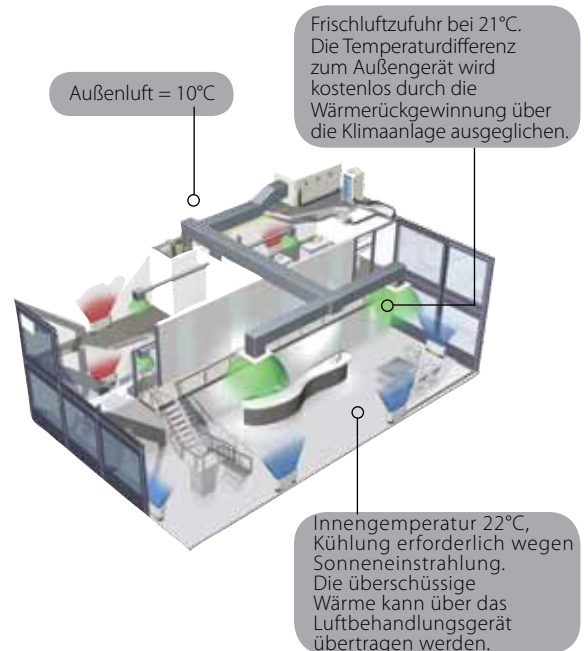 Frischluftzufuhr bei 21°C.
Die Temperaturdifferenz
zum Außengerät wird
kostenlos durch die
Wärmerückgewinnung über
die Klimaanlage ausgeglichen.
Außenluft = 10°C
Innengemperatur 22°C,
Kühlung erforderlich wegen
Sonneneinstrahlung.
Die überschüssige
Wärme kann über das
Luftbehandlungsgerät
übertragen werden.